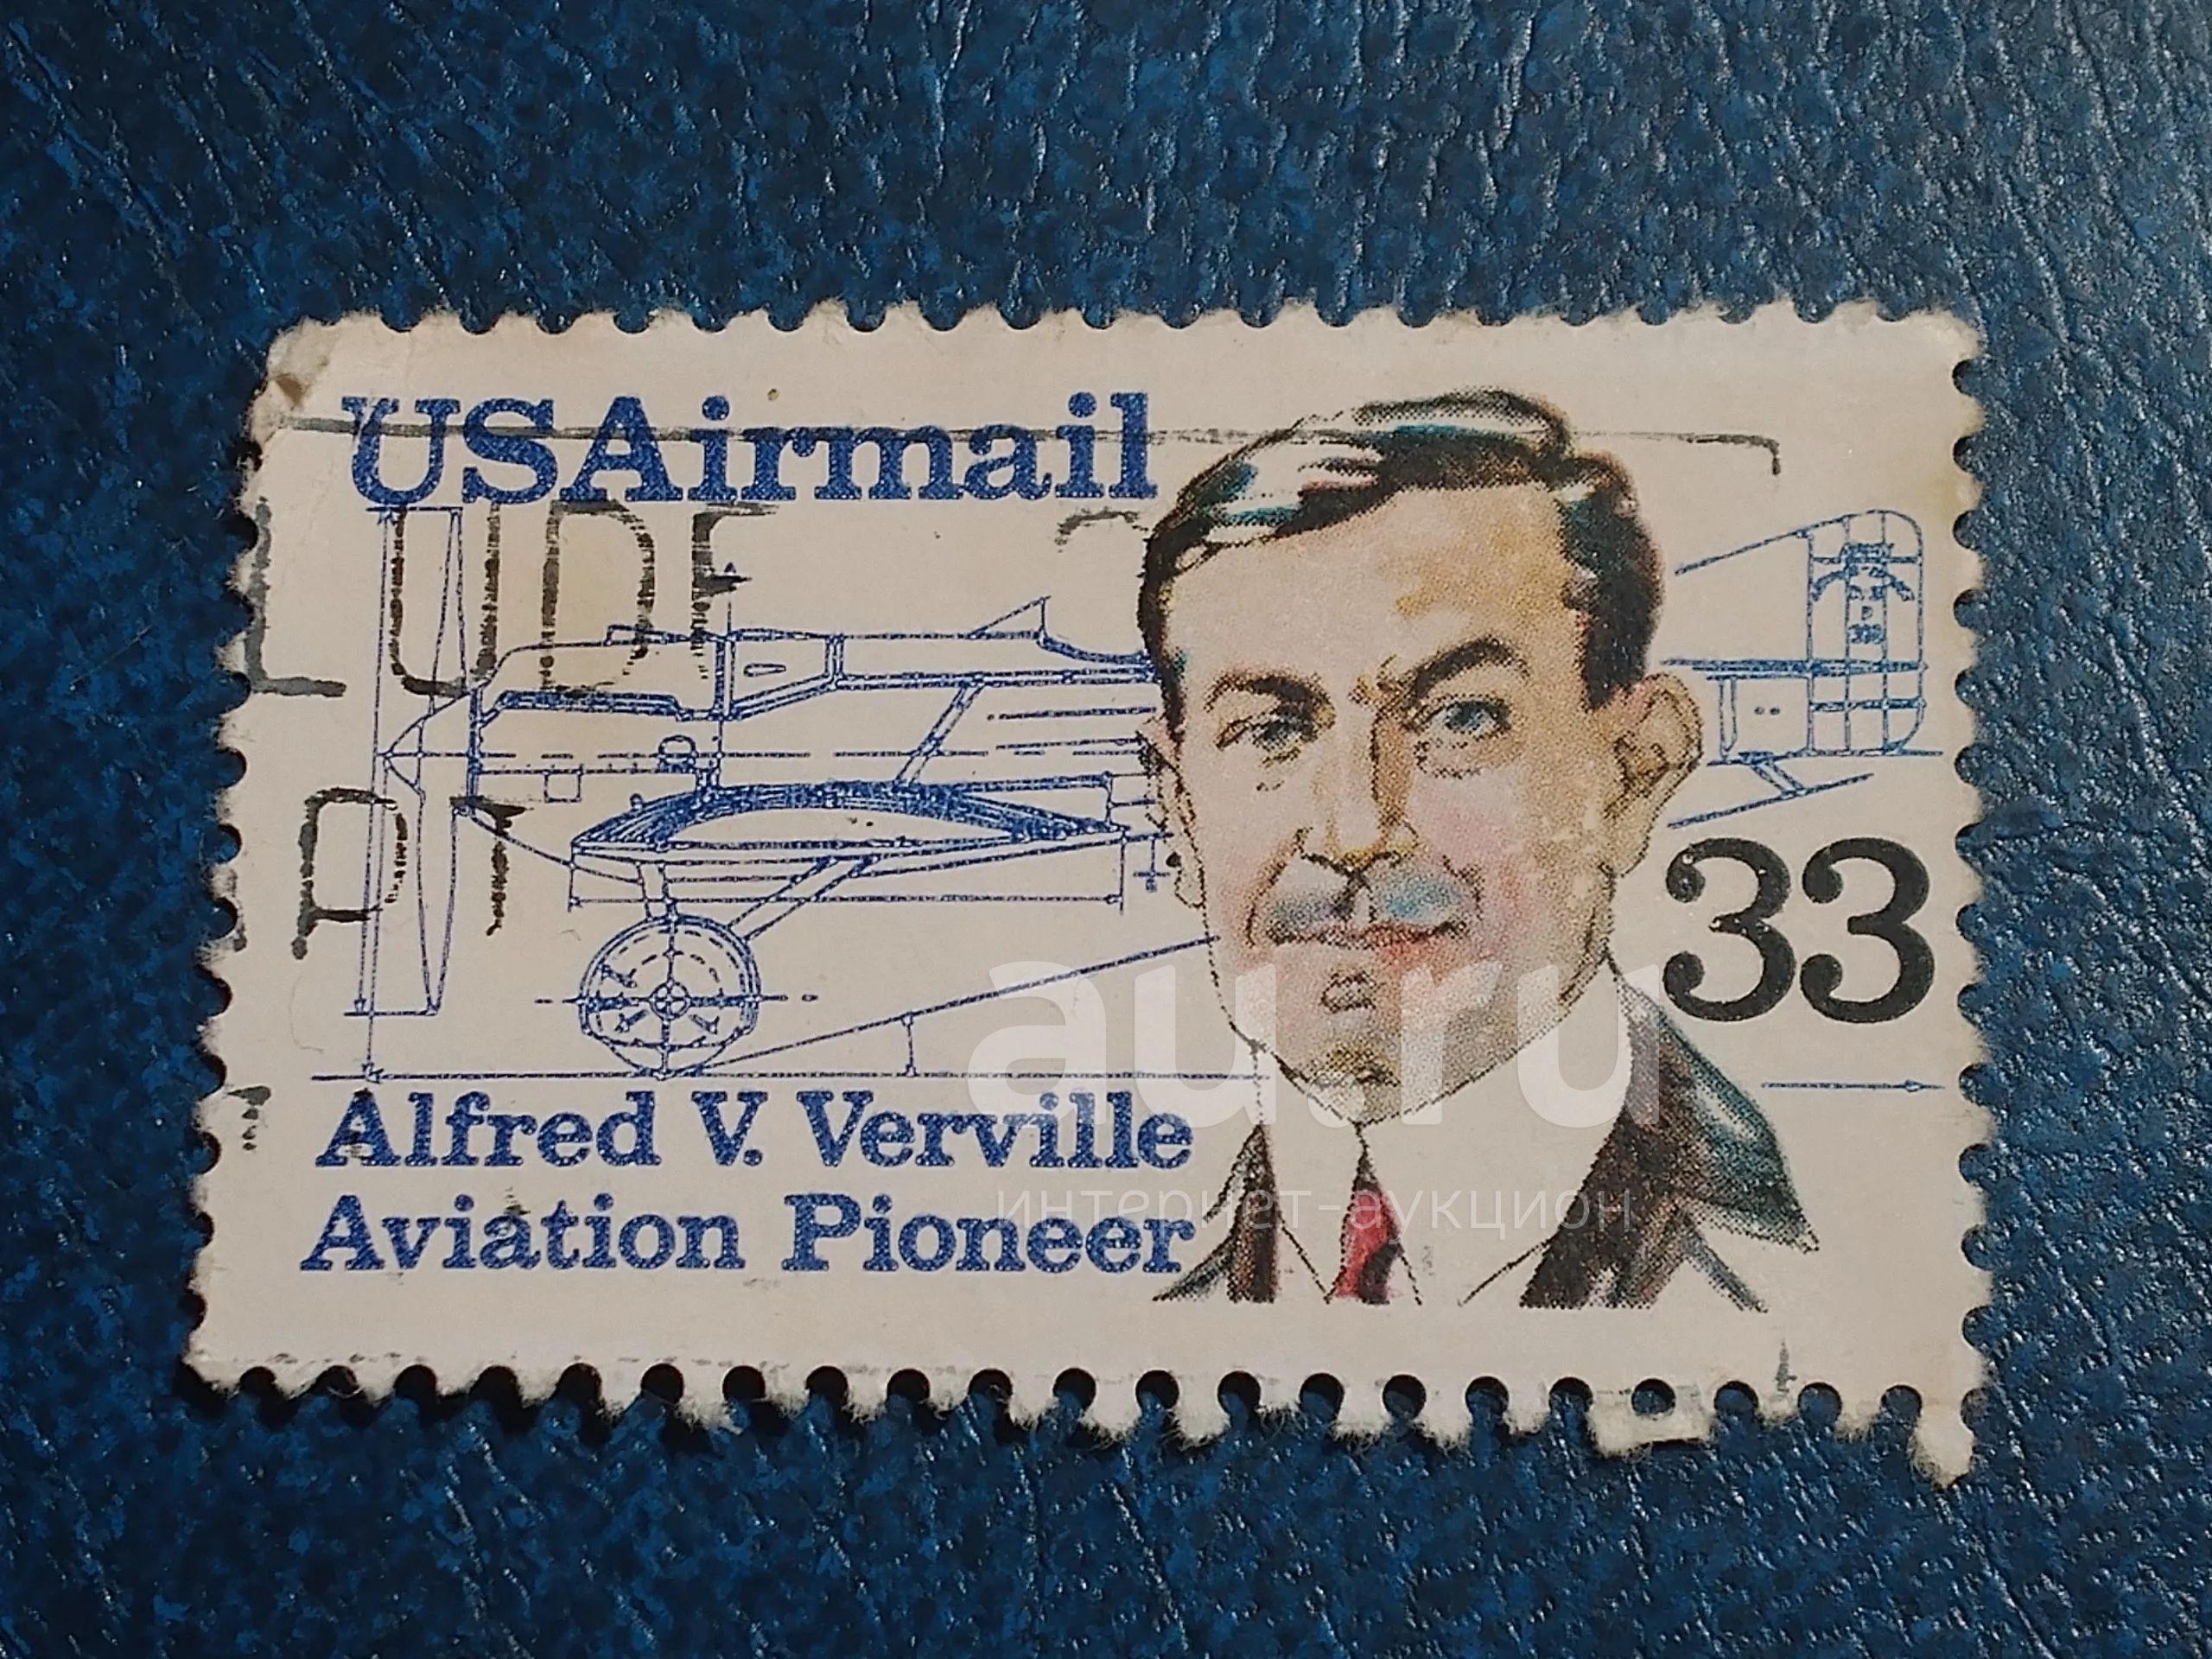 USAirmail
33
Alfred V. Verville
Aviation Pioneer
au.ru
интернет-аукцион